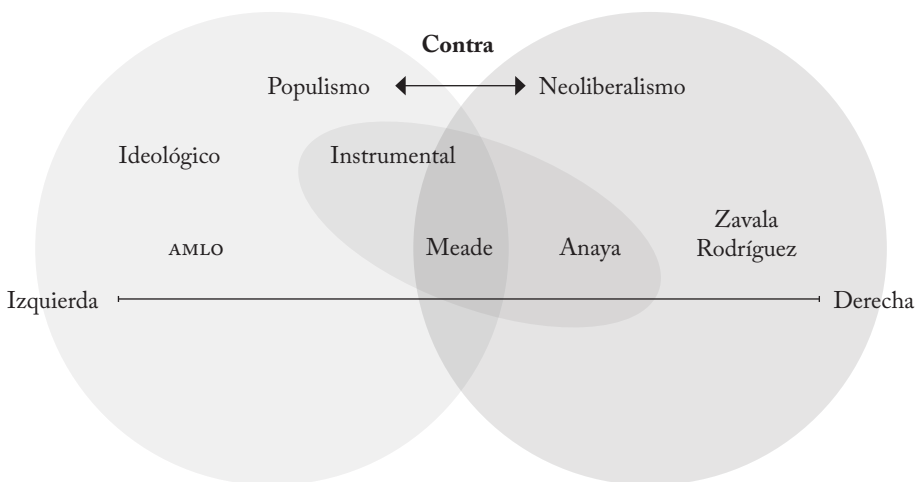 Contra
Populismo Neoliberalismo
Ideológico Instrumental
Zavala
AMLO Meade Anaya Rodríguez
Izquierda Derecha